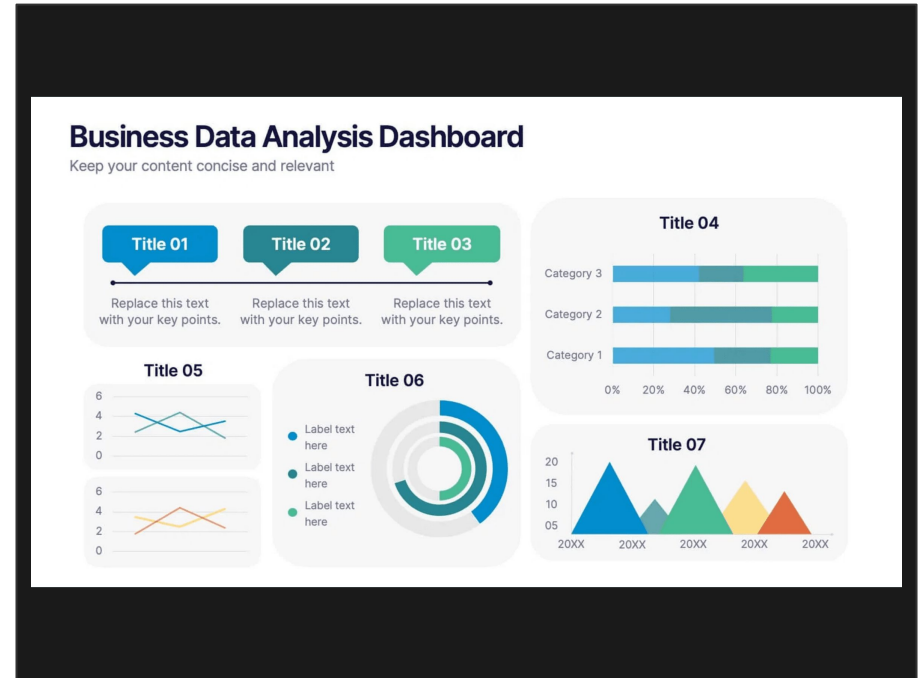 Business Data Analysis Dashboard
Keep your content concise and relevant
Title 01
Title 02
Title 03
Replace this text
with your key points.
Replace this text
with your key points.
Replace this text
with your key points.
Title 04
Category 3
Category 2
Category 1
0% 20% 40% 60% 80% 100%
Title 05
6
4
2
0
6
4
2
0
Title 06
Label text
here
Label text
here
Label text
here
Title 07
20
15
10
05
20XX 20XX 20XX 20XX 20XX